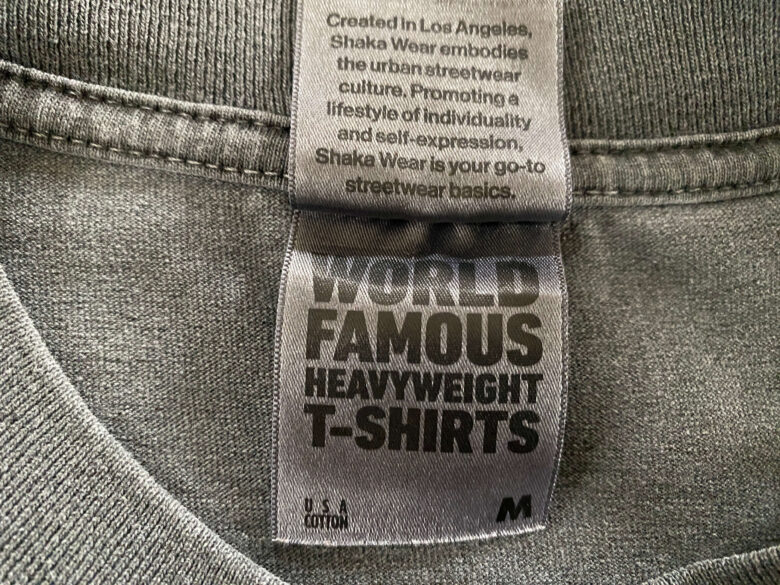 Created in Los Angeles,
Shaka Wear embodies
the urban streetwear
culture. Promoting a
lifestyle of individuality
and self-expression,
Shaka Wear is your go-to
streetwear basics.
WORLD
FAMOUS
HEAVYWEIGHT
T-SHIRTS
USA
COTTON
M